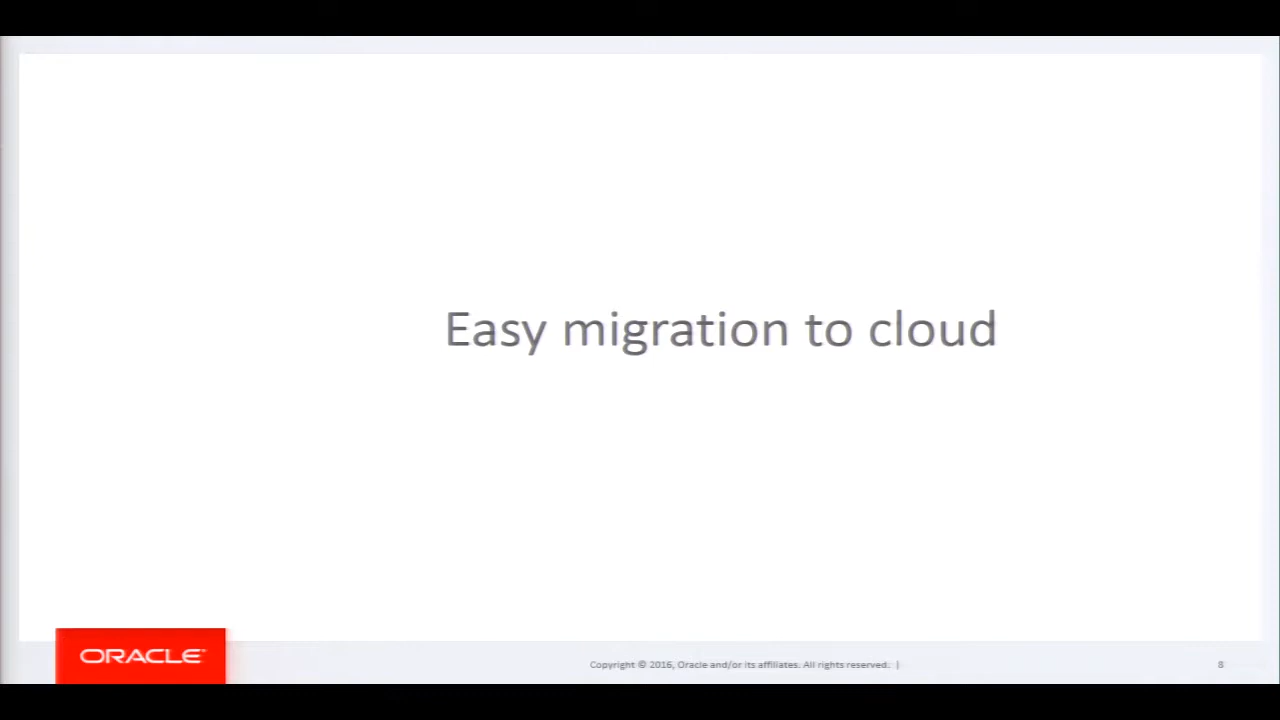 Easy migration to cloud
ORACLE
Copyright © 2016, Oracle and/or its affiliates. All rights reserved. |
8